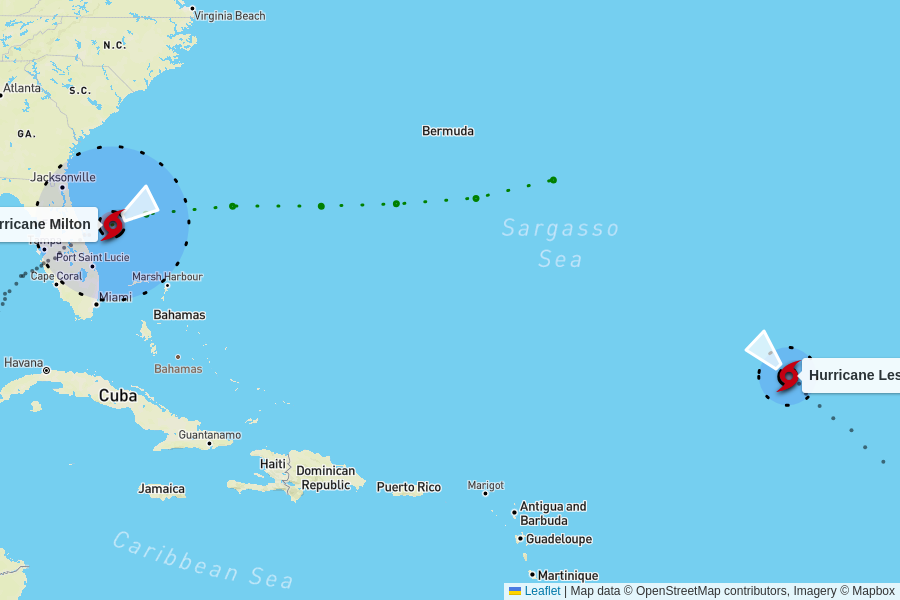 Virginia Beach
N.C.
Atlanta
S.C.
GA.
Bermuda
Jacksonville
rricane Milton
Sargasso
Sea
Port Saint Lucie
Cape Coral
Marsh Harbour
Miami
Bahamas
Havana
Bahamas
Hurricane Les
Cuba
Guantanamo
Haiti
Dominican
Republic
Jamaica
Puerto Rico
Marigot
Antigua and
Barbuda
Guadeloupe
Caribbean Sea
Martinique
Leaflet | Map data © OpenStreetMap contributors, Imagery © Mapbox